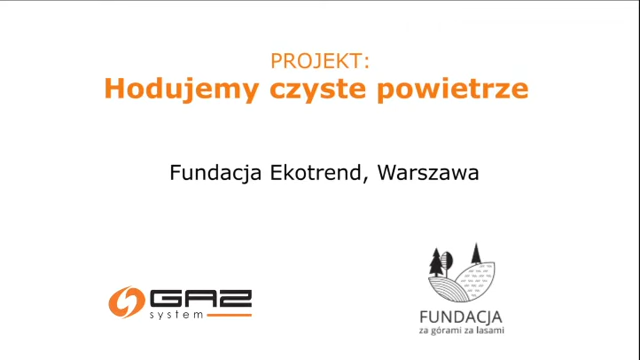 PROJEKT:
Hodujemy czyste powietrze
Fundacja Ekotrend, Warszawa
GAZ
system
FUNDACJA
za górami za lasami